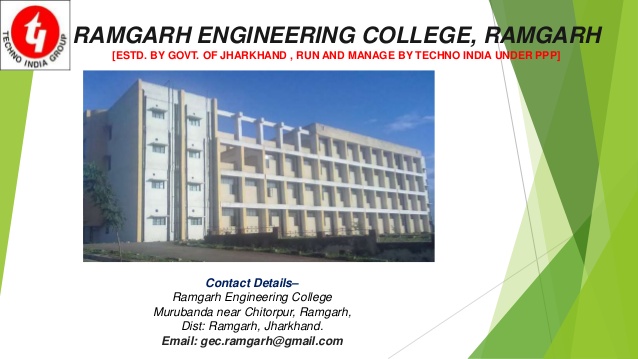 TECHNO INDIA GROUP
RAMGARH ENGINEERING COLLEGE, RAMGARH
[ESTD. BY GOVT. OF JHARKHAND , RUN AND MANAGE BY TECHNO INDIA UNDER PPP]
Contact Details–
Ramgarh Engineering College
Murubanda near Chitorpur, Ramgarh,
Dist: Ramgarh, Jharkhand.
Email: gec.ramgarh@gmail.com